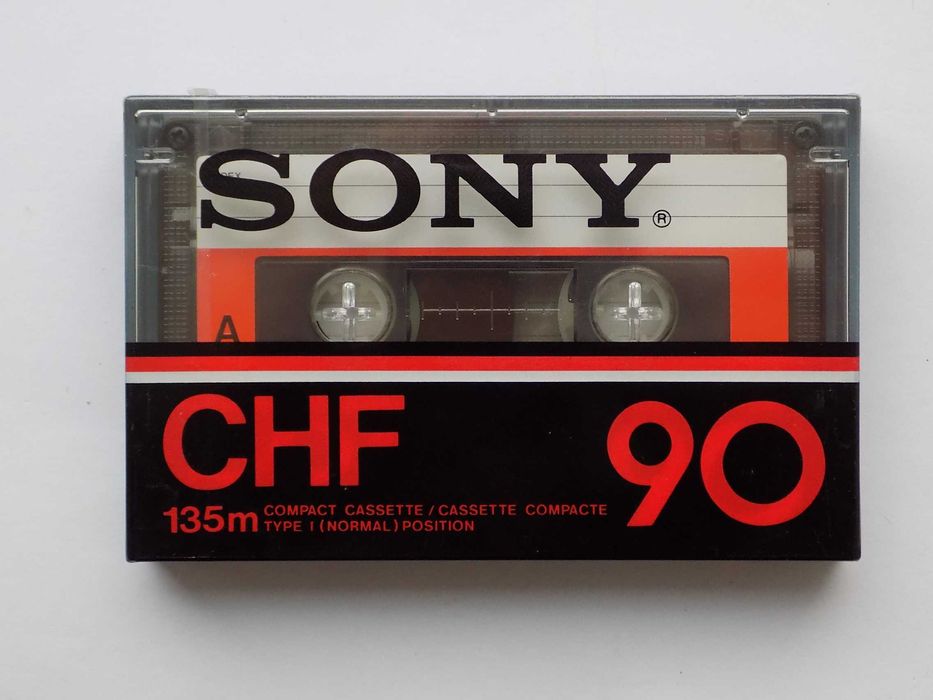 SONY®
A
CHF 90
135m COMPACT CASSETTE / CASSETTE COMPACTE
TYPE I (NORMAL) POSITION